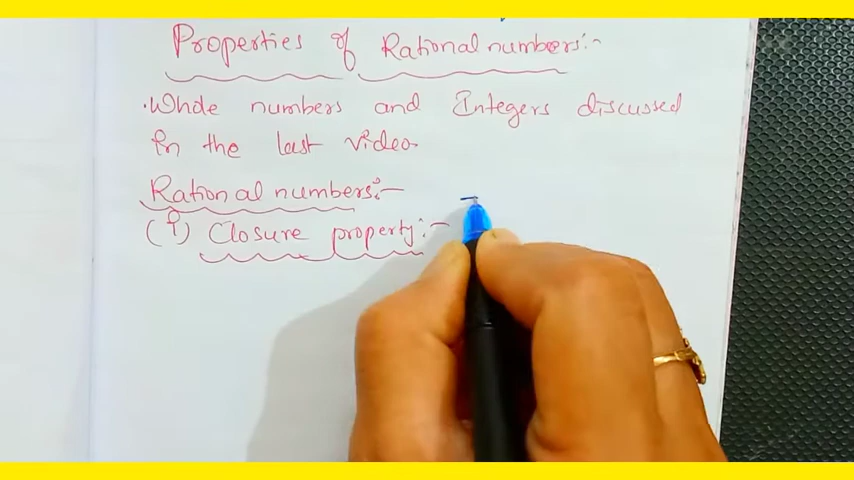 Properties of Rational numbers:-
.Whole numbers and Integers discussed
in the last video.
Rational numbers:-
(i) Closure property:-